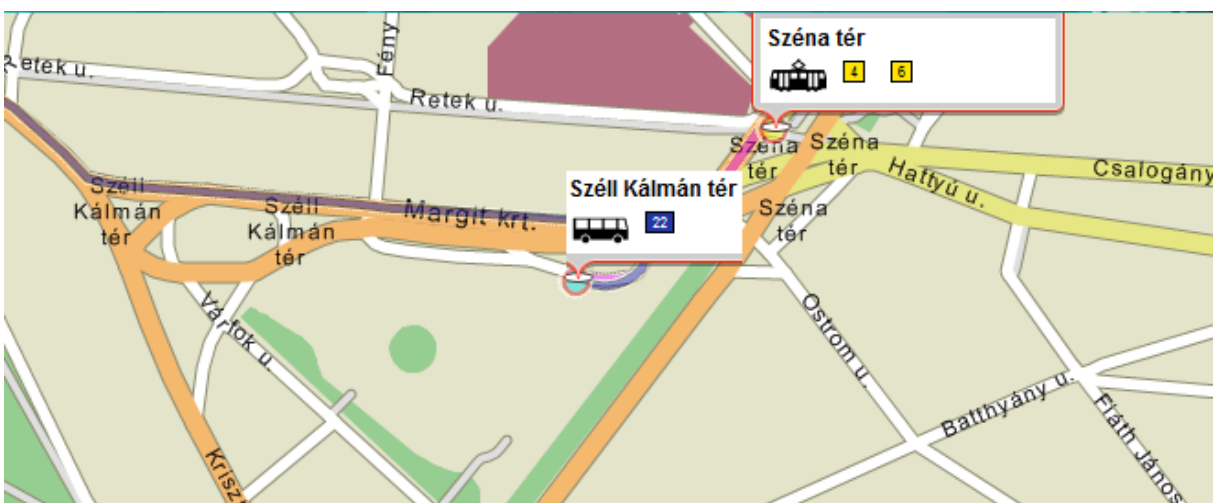 Retek u.
Fény
Retek u.
Széna tér
4 6
Széna
tér
Széna
tér
Csalogány
Hattyú u.
Széll
Kálmán
tér
Széll
Kálmán
tér
Margit krt.
Széll Kálmán tér
22
Széna
tér
Várfok u.
Ostrom u.
Batthyány u.
Fiáth János
Krisz